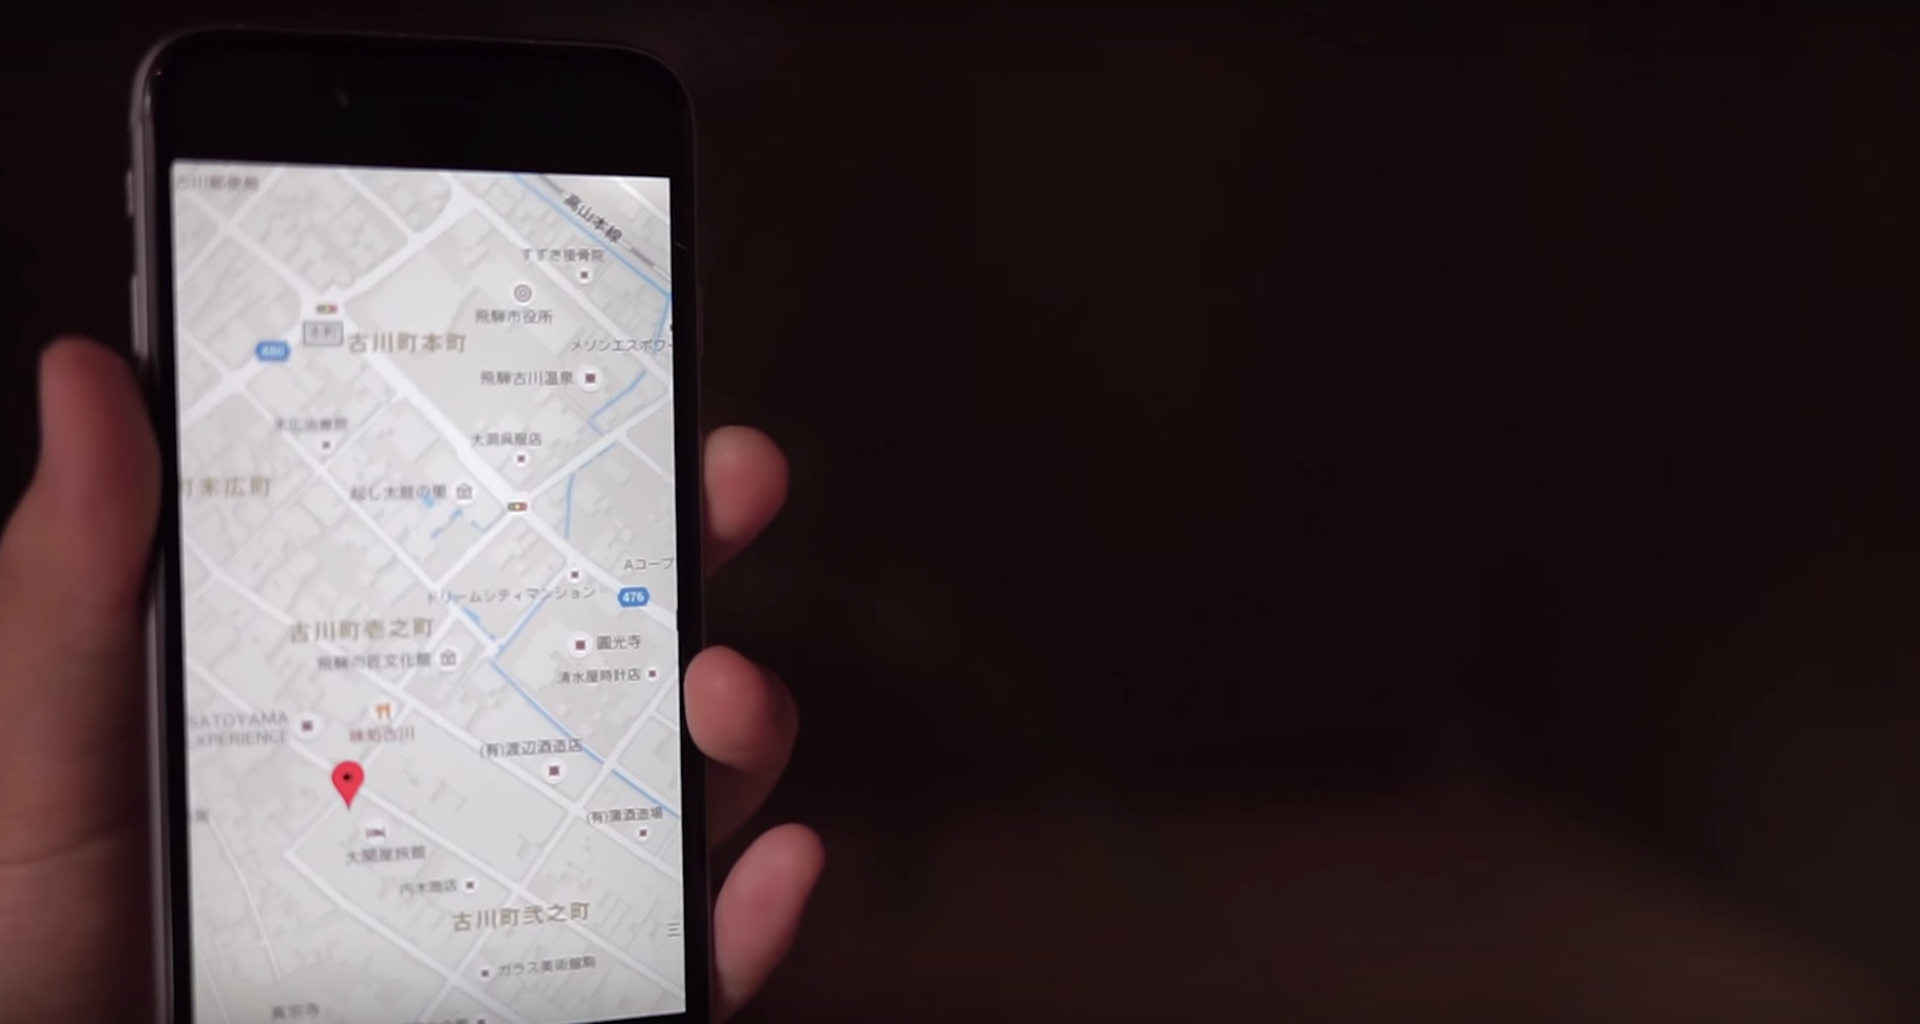 古川郵便局
高山本線
すずき接骨院
飛騨市役所
本町
古川町本町
480
メゾンエスポワー
飛騨古川温泉
末広治療院
大洞呉服店
町末広町
起し太鼓の里
Aコープ
ドリームシティマンション
476
古川町壱之町
圓光寺
飛騨の匠文化館
清水屋時計店
SATOYAMA
EXPERIENCE
味処古川
(有)渡辺酒造店
(有)蒲酒造場
大関屋旅館
内木商店
古川町弐之町
三
ガラス美術館駒
真宗寺